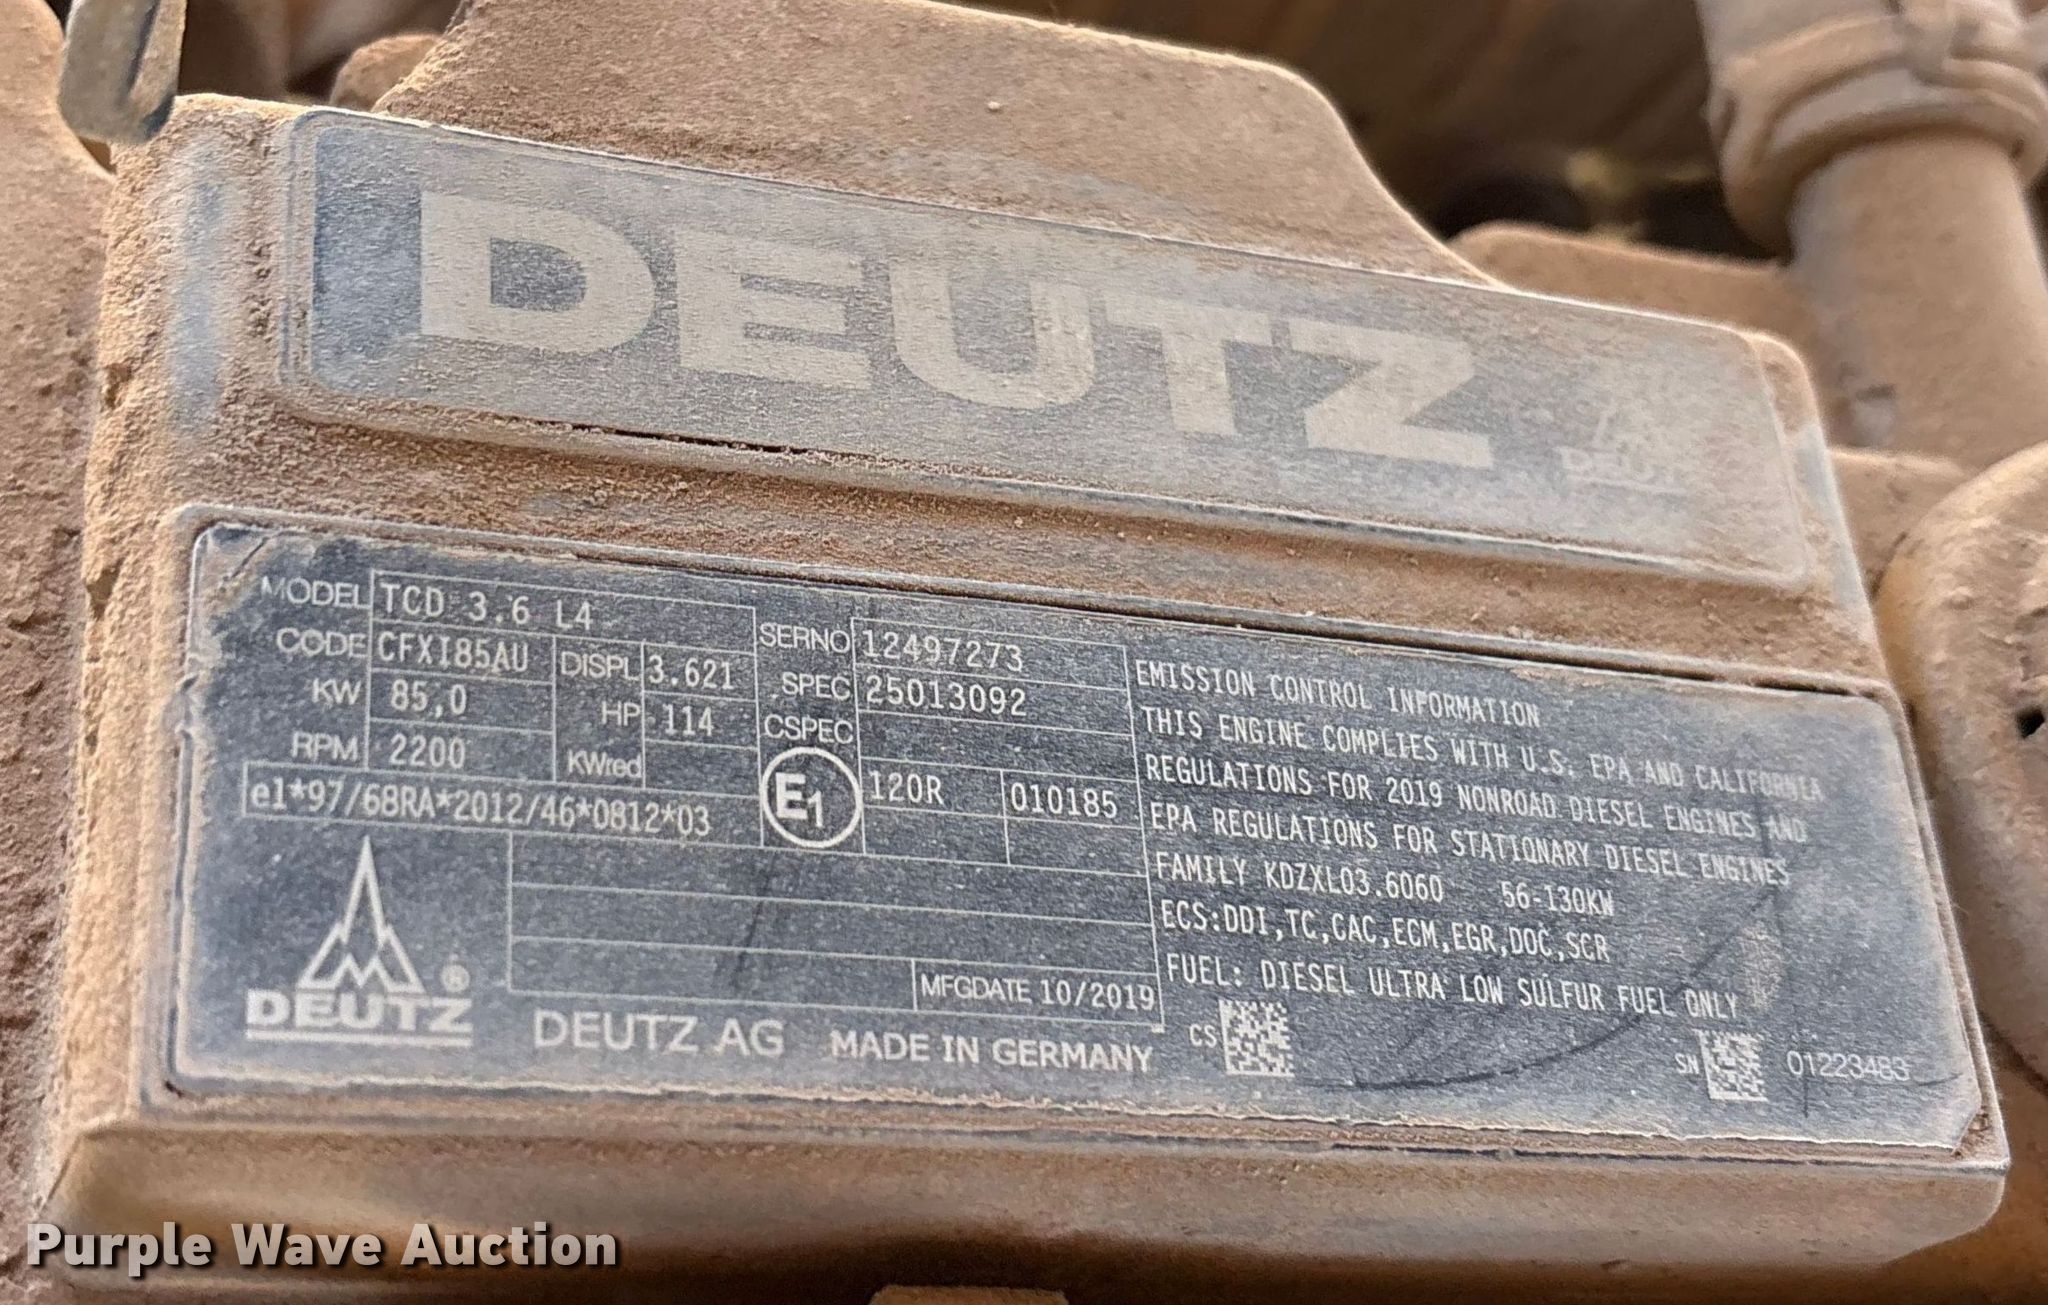 DEUTZ
DEUTZ
MODEL TCD 3.6 L4
CODE CFXI85AU DISPL 3.621
KW 85,0 HP 114
RPM 2200 KWred
e1*97/68RA*2012/46*0812*03
SERNO 12497273
SPEC 25013092
CSPEC
E1 120R 010185
MFGDATE 10/2019
DEUTZ ®
DEUTZ AG MADE IN GERMANY
EMISSION CONTROL INFORMATION
THIS ENGINE COMPLIES WITH U.S. EPA AND CALIFORNIA
REGULATIONS FOR 2019 NONROAD DIESEL ENGINES AND
EPA REGULATIONS FOR STATIONARY DIESEL ENGINES
FAMILY KDZXL03.6060 56-130KW
ECS:DDI,TC,CAC,ECM,EGR,DOC,SCR
FUEL: DIESEL ULTRA LOW SULFUR FUEL ONLY
CS
SN 01223483
Purple Wave Auction